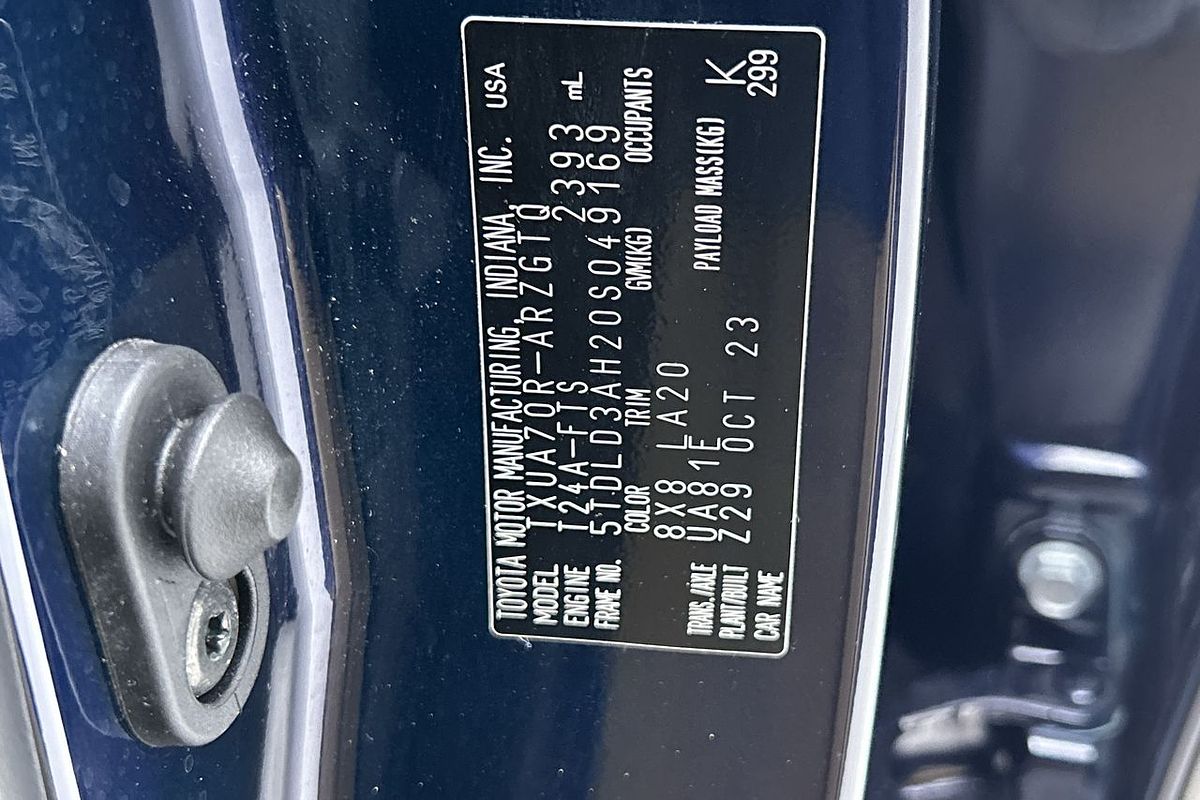 TOYOTA MOTOR MANUFACTURING, INDIANA, INC. USA
MODEL TXUA70R-ARZGTQ
ENGINE T24A-FTS 2393 mL
FRAME NO. 5TDLD3AH20S049169
COLOR TRIM GVM(KG) OCCUPANTS
8X8 LA20
TRANS./AXLE UA81E PAYLOAD MASS(KG)
PLANT/BUILT Z29 OCT 23 K
CAR NAME 299